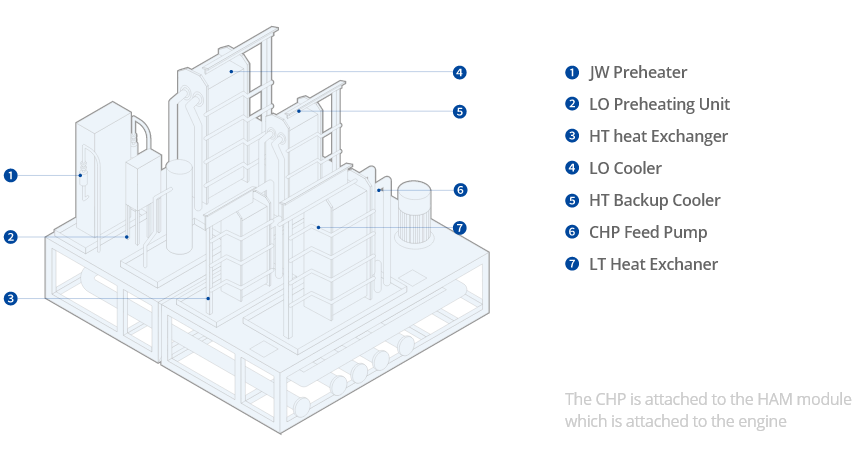 4
5
1
6
7
2
3
1 JW Preheater
2 LO Preheating Unit
3 HT heat Exchanger
4 LO Cooler
5 HT Backup Cooler
6 CHP Feed Pump
7 LT Heat Exchaner
The CHP is attached to the HAM module
which is attached to the engine